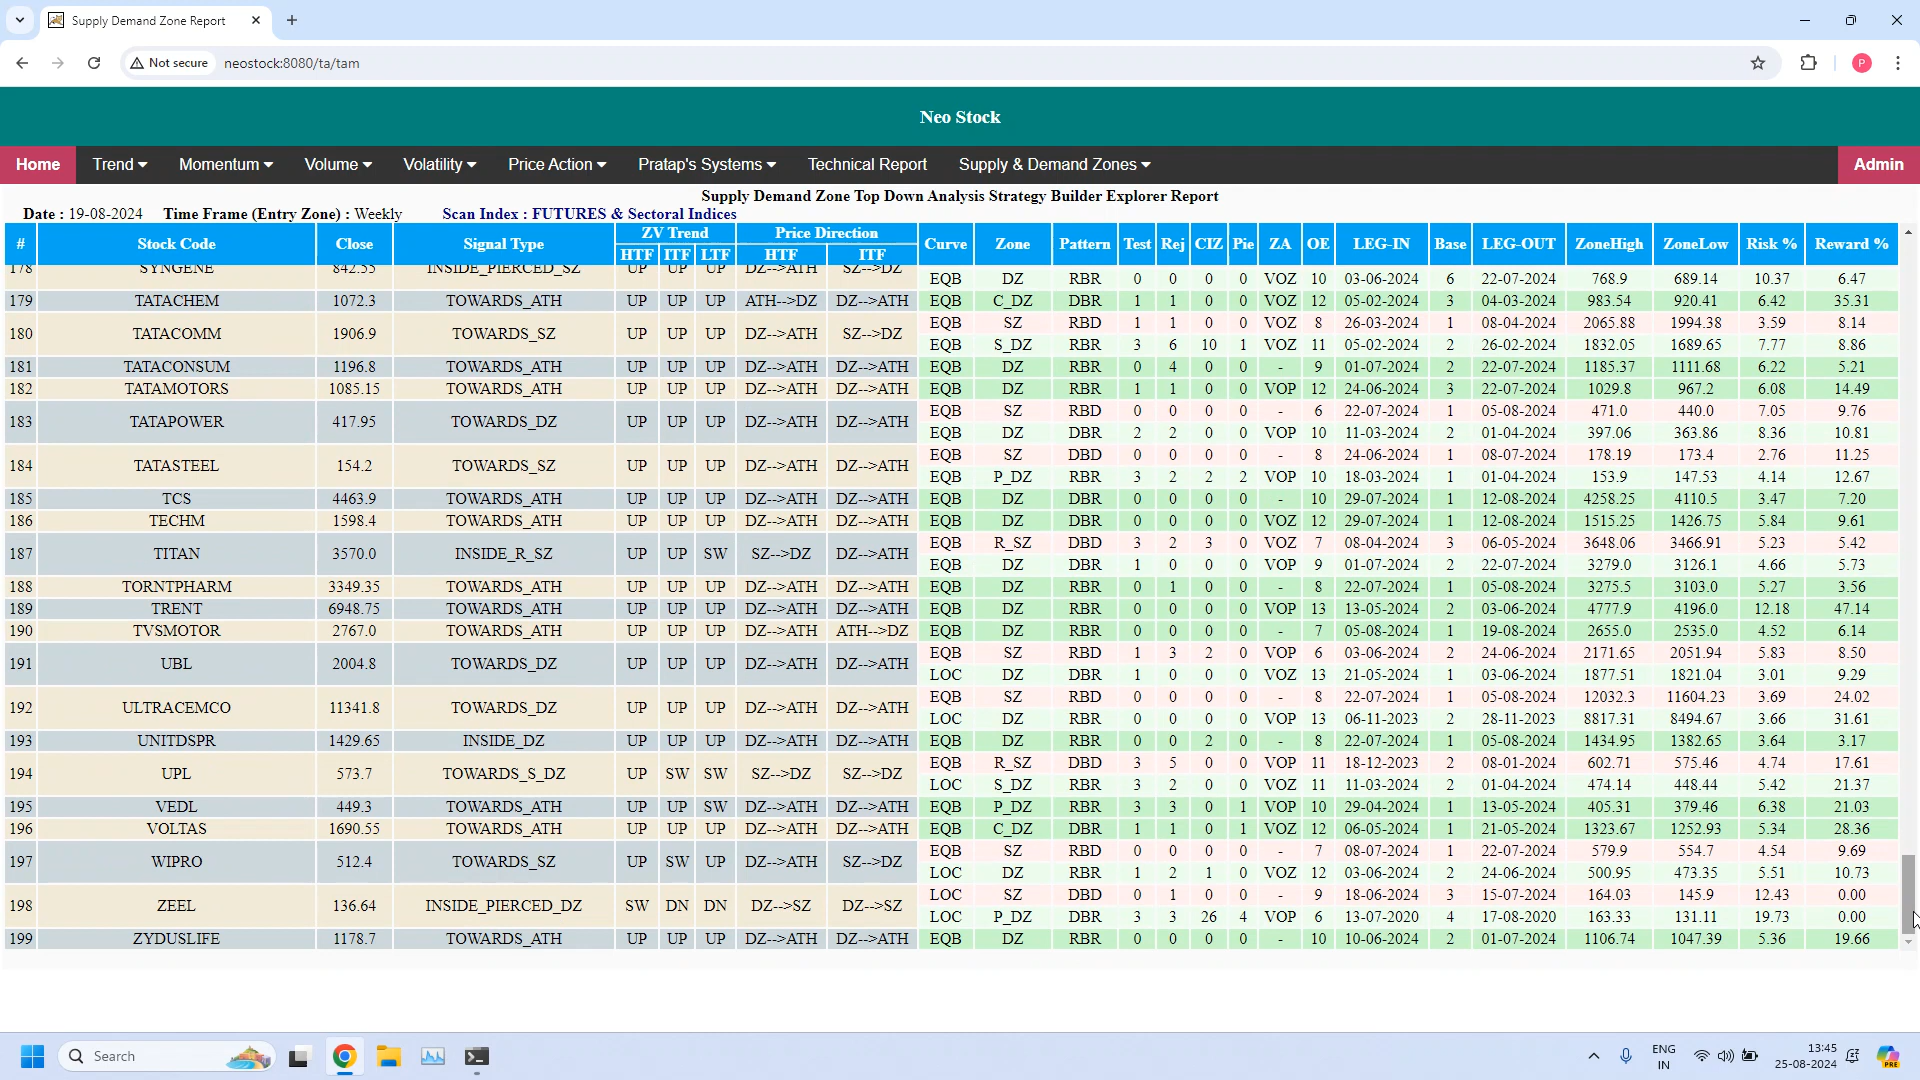 Supply Demand Zone Report
Not secure neostock:8080/ta/tam P
Neo Stock
Home Trend Momentum Volume Volatility Price Action Pratap's Systems Technical Report Supply & Demand Zones Admin
Supply Demand Zone Top Down Analysis Strategy Builder Explorer Report
Date : 19-08-2024 Time Frame (Entry Zone) : Weekly Scan Index : FUTURES & Sectoral Indices
# Stock Code Close Signal Type ZV Trend Price Direction Curve Zone Pattern Test Rej CIZ Pie ZA OE LEG-IN Base LEG-OUT ZoneHigh ZoneLow Risk % Reward %
HTF ITF LTF HTF ITF
178 SYNGENE 842.55 INSIDE_PIERCED_SZ UP UP UP DZ-->ATH SZ-->DZ
EQB DZ RBR 0 0 0 0 VOZ 10 03-06-2024 6 22-07-2024 768.9 689.14 10.37 6.47
179 TATACHEM 1072.3 TOWARDS_ATH UP UP UP ATH-->DZ DZ-->ATH EQB C_DZ DBR 1 1 0 0 VOZ 12 05-02-2024 3 04-03-2024 983.54 920.41 6.42 35.31
180 TATACOMM 1906.9 TOWARDS_SZ UP UP UP DZ-->ATH SZ-->DZ EQB SZ RBD 1 1 0 0 VOZ 8 26-03-2024 1 08-04-2024 2065.88 1994.38 3.59 8.14
EQB S_DZ RBR 3 6 10 1 VOZ 11 05-02-2024 2 26-02-2024 1832.05 1689.65 7.77 8.86
181 TATACONSUM 1196.8 TOWARDS_ATH UP UP UP DZ-->ATH DZ-->ATH EQB DZ RBR 0 4 0 0 - 9 01-07-2024 2 22-07-2024 1185.37 1111.68 6.22 5.21
182 TATAMOTORS 1085.15 TOWARDS_ATH UP UP UP DZ-->ATH DZ-->ATH EQB DZ RBR 1 1 0 0 VOP 12 24-06-2024 3 22-07-2024 1029.8 967.2 6.08 14.49
183 TATAPOWER 417.95 TOWARDS_DZ UP UP UP DZ-->ATH DZ-->ATH EQB SZ RBD 0 0 0 0 - 6 22-07-2024 1 05-08-2024 471.0 440.0 7.05 9.76
EQB DZ DBR 2 2 0 0 VOP 10 11-03-2024 2 01-04-2024 397.06 363.86 8.36 10.81
184 TATASTEEL 154.2 TOWARDS_SZ UP UP UP DZ-->ATH DZ-->ATH EQB SZ DBD 0 0 0 0 - 8 24-06-2024 1 08-07-2024 178.19 173.4 2.76 11.25
EQB P_DZ RBR 3 2 2 2 VOP 10 18-03-2024 1 01-04-2024 153.9 147.53 4.14 12.67
185 TCS 4463.9 TOWARDS_ATH UP UP UP DZ-->ATH DZ-->ATH EQB DZ DBR 0 0 0 0 - 10 29-07-2024 1 12-08-2024 4258.25 4110.5 3.47 7.20
186 TECHM 1598.4 TOWARDS_ATH UP UP UP DZ-->ATH DZ-->ATH EQB DZ DBR 0 0 0 0 VOZ 12 29-07-2024 1 12-08-2024 1515.25 1426.75 5.84 9.61
187 TITAN 3570.0 INSIDE_R_SZ UP UP SW SZ-->DZ DZ-->ATH EQB R_SZ DBD 3 2 3 0 VOZ 7 08-04-2024 3 06-05-2024 3648.06 3466.91 5.23 5.42
EQB DZ DBR 1 0 0 0 VOP 9 01-07-2024 2 22-07-2024 3279.0 3126.1 4.66 5.73
188 TORNTPHARM 3349.35 TOWARDS_ATH UP UP UP DZ-->ATH DZ-->ATH EQB DZ RBR 0 1 0 0 - 8 22-07-2024 1 05-08-2024 3275.5 3103.0 5.27 3.56
189 TRENT 6948.75 TOWARDS_ATH UP UP UP DZ-->ATH DZ-->ATH EQB DZ RBR 0 0 0 0 VOP 13 13-05-2024 2 03-06-2024 4777.9 4196.0 12.18 47.14
190 TVSMOTOR 2767.0 TOWARDS_ATH UP UP UP DZ-->ATH ATH-->DZ EQB DZ RBR 0 0 0 0 - 7 05-08-2024 1 19-08-2024 2655.0 2535.0 4.52 6.14
191 UBL 2004.8 TOWARDS_DZ UP UP UP DZ-->ATH DZ-->ATH EQB SZ RBD 1 3 2 0 VOP 6 03-06-2024 2 24-06-2024 2171.65 2051.94 5.83 8.50
LOC DZ DBR 1 0 0 0 VOZ 13 21-05-2024 1 03-06-2024 1877.51 1821.04 3.01 9.29
192 ULTRACEMCO 11341.8 TOWARDS_DZ UP UP UP DZ-->ATH DZ-->ATH EQB SZ RBD 0 0 0 0 - 8 22-07-2024 1 05-08-2024 12032.3 11604.23 3.69 24.02
LOC DZ RBR 0 0 0 0 VOP 13 06-11-2023 2 28-11-2023 8817.31 8494.67 3.66 31.61
193 UNITDSPR 1429.65 INSIDE_DZ UP UP UP DZ-->ATH DZ-->ATH EQB DZ RBR 0 0 2 0 - 8 22-07-2024 1 05-08-2024 1434.95 1382.65 3.64 3.17
194 UPL 573.7 TOWARDS_S_DZ UP SW SW SZ-->DZ SZ-->DZ EQB R_SZ DBD 3 5 0 0 VOP 11 18-12-2023 2 08-01-2024 602.71 575.46 4.74 17.61
LOC S_DZ DBR 3 2 0 0 VOZ 11 11-03-2024 2 01-04-2024 474.14 448.44 5.42 21.37
195 VEDL 449.3 TOWARDS_ATH UP UP SW DZ-->ATH DZ-->ATH EQB P_DZ RBR 3 3 0 1 VOP 10 29-04-2024 1 13-05-2024 405.31 379.46 6.38 21.03
196 VOLTAS 1690.55 TOWARDS_ATH UP UP UP DZ-->ATH DZ-->ATH EQB C_DZ DBR 1 1 0 1 VOZ 12 06-05-2024 1 21-05-2024 1323.67 1252.93 5.34 28.36
197 WIPRO 512.4 TOWARDS_SZ UP SW UP DZ-->ATH SZ-->DZ EQB SZ RBD 0 0 0 0 - 7 08-07-2024 1 22-07-2024 579.9 554.7 4.54 9.69
LOC DZ RBR 1 2 1 0 VOZ 12 03-06-2024 2 24-06-2024 500.95 473.35 5.51 10.73
198 ZEEL 136.64 INSIDE_PIERCED_DZ SW DN DN DZ-->SZ DZ-->SZ LOC SZ DBD 0 1 0 0 - 9 18-06-2024 3 15-07-2024 164.03 145.9 12.43 0.00
LOC P_DZ DBR 3 3 26 4 VOP 6 13-07-2020 4 17-08-2020 163.33 131.11 19.73 0.00
199 ZYDUSLIFE 1178.7 TOWARDS_ATH UP UP UP DZ-->ATH DZ-->ATH EQB DZ RBR 0 0 0 0 - 10 10-06-2024 2 01-07-2024 1106.74 1047.39 5.36 19.66
Search ENG IN 13:45 25-08-2024 PRE